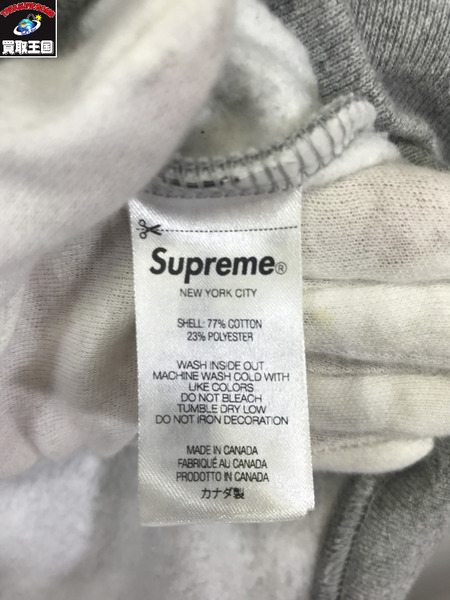 買取王国
Supreme®
NEW YORK CITY
SHELL: 77% COTTON
23% POLYESTER
WASH INSIDE OUT
MACHINE WASH COLD WITH
LIKE COLORS
DO NOT BLEACH
TUMBLE DRY LOW
DO NOT IRON DECORATION
MADE IN CANADA
FABRIQUÉ AU CANADA
PRODOTTO IN CANADA
カナダ製